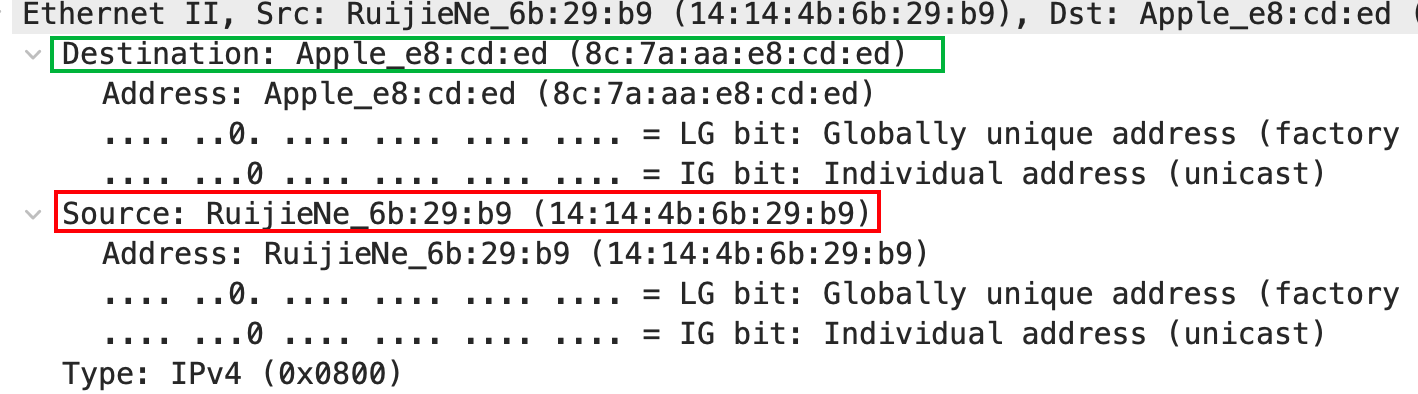 Ethernet II, Src: RuijieNe_6b:29:b9 (14:14:4b:6b:29:b9), Dst: Apple_e8:cd:ed (
Destination: Apple_e8:cd:ed (8c:7a:aa:e8:cd:ed)
Address: Apple_e8:cd:ed (8c:7a:aa:e8:cd:ed)
.... ..0. .... .... .... .... = LG bit: Globally unique address (factory
.... ...0 .... .... .... .... = IG bit: Individual address (unicast)
Source: RuijieNe_6b:29:b9 (14:14:4b:6b:29:b9)
Address: RuijieNe_6b:29:b9 (14:14:4b:6b:29:b9)
.... ..0. .... .... .... .... = LG bit: Globally unique address (factory
.... ...0 .... .... .... .... = IG bit: Individual address (unicast)
Type: IPv4 (0x0800)